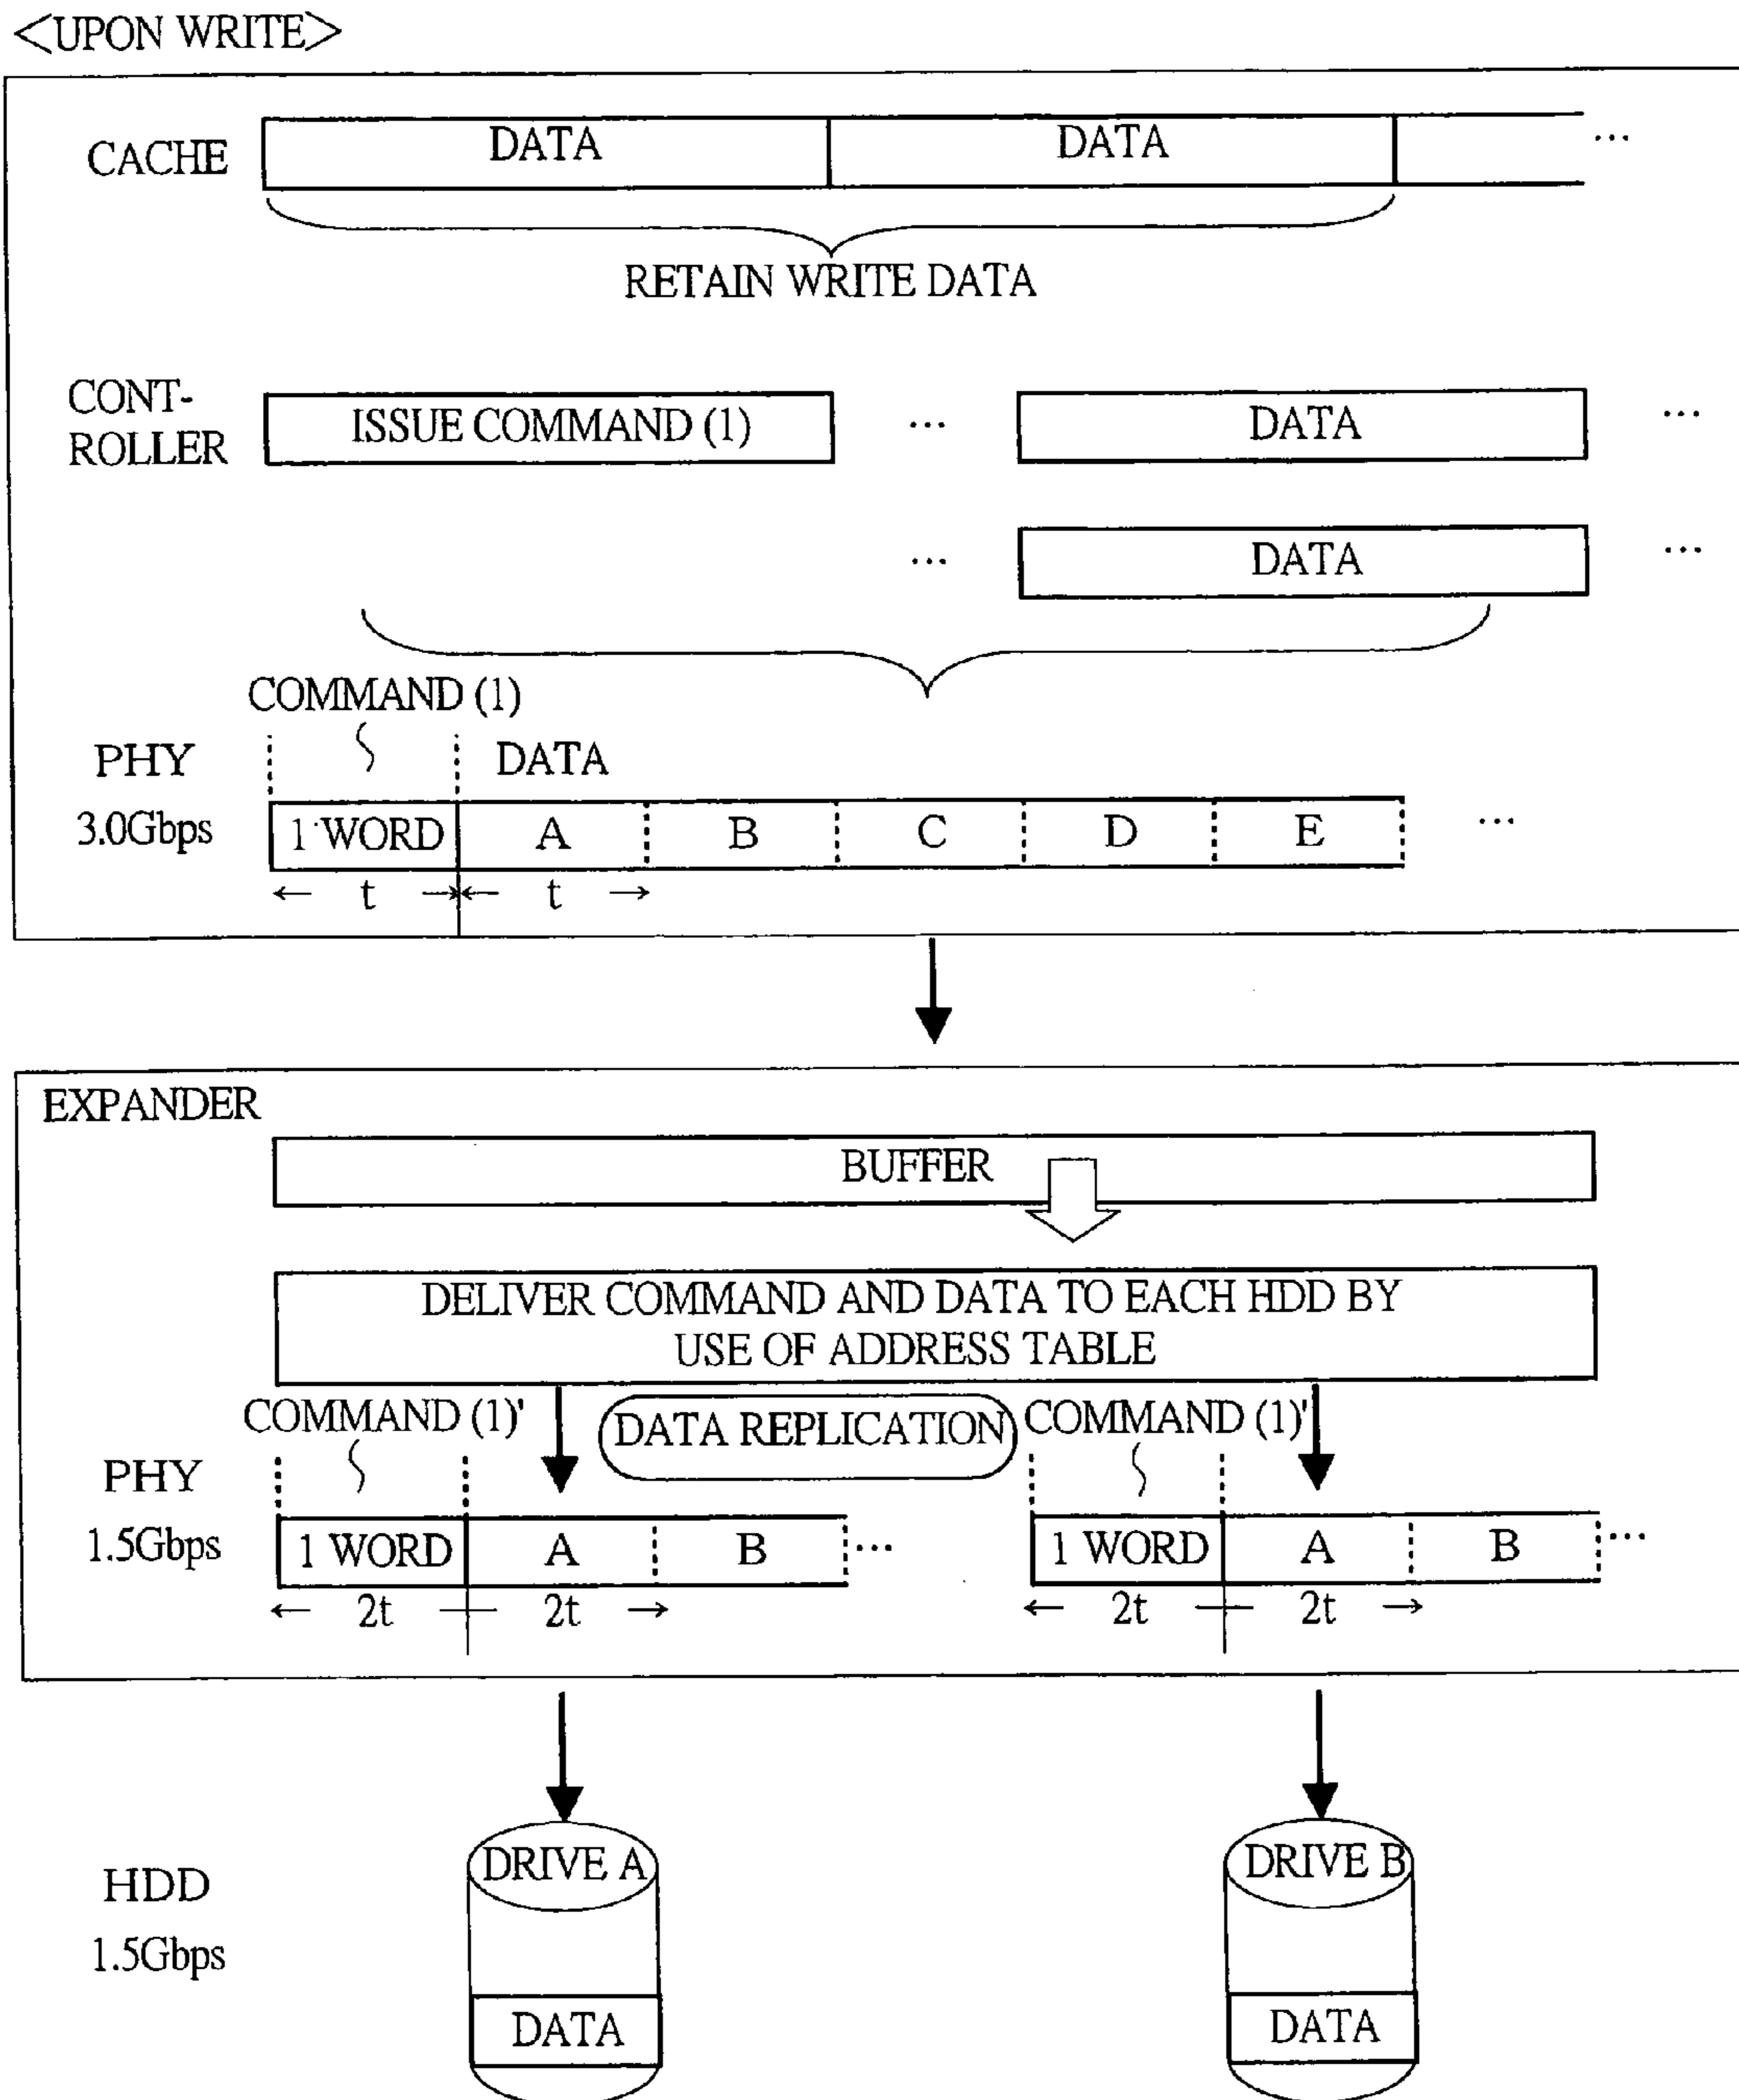 <UPON WRITE>
CACHE
DATA
DATA
...
RETAIN WRITE DATA
CONT-
ROLLER
ISSUE COMMAND (1)
...
DATA
...
...
DATA
...
COMMAND (1)
PHY
DATA
3.0Gbps
1 WORD
A
B
C
D
E
...
← t →← t →
EXPANDER
BUFFER
DELIVER COMMAND AND DATA TO EACH HDD BY
USE OF ADDRESS TABLE
COMMAND (1)'
DATA REPLICATION
COMMAND (1)'
PHY
1.5Gbps
1 WORD
A
B
...
1 WORD
A
B
...
← 2t → 2t →
← 2t → 2t →
DRIVE A
DRIVE B
HDD
1.5Gbps
DATA
DATA